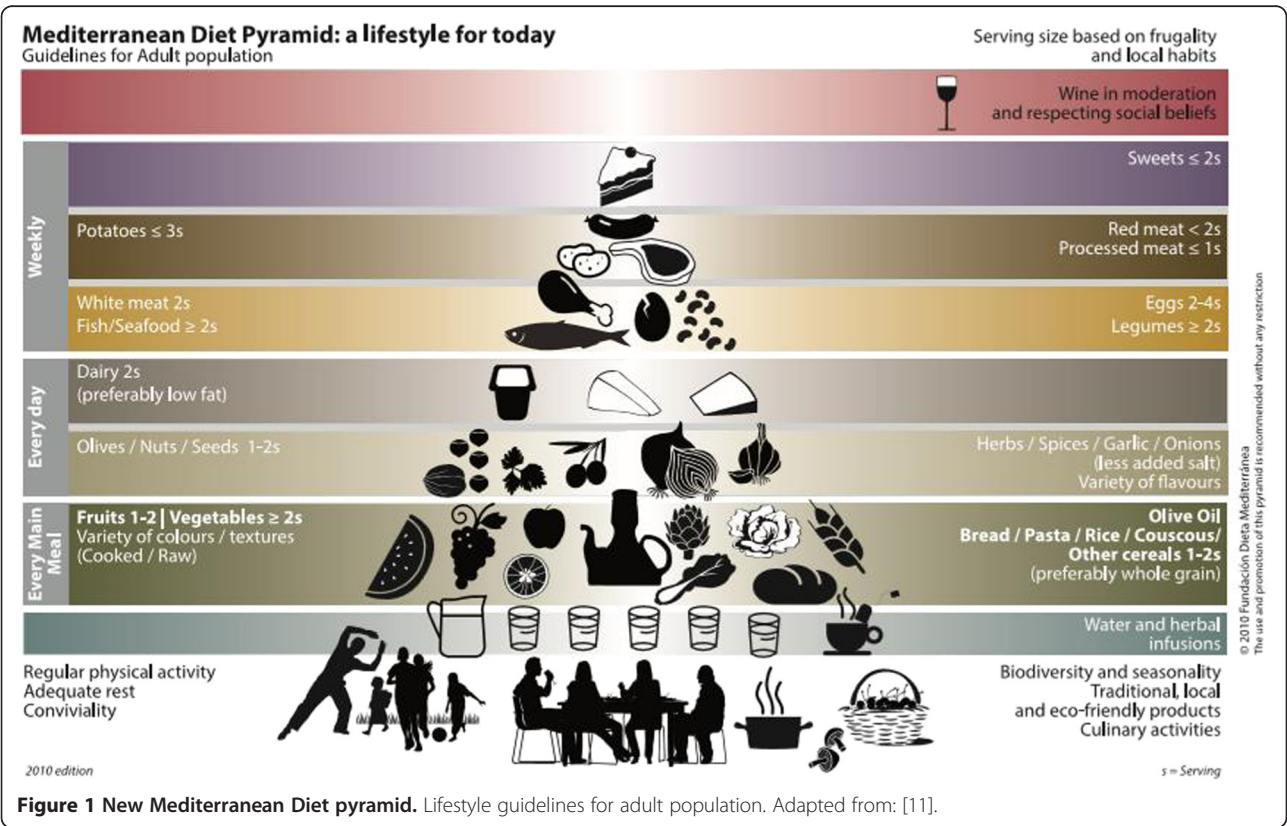 Mediterranean Diet Pyramid: a lifestyle for today
Guidelines for Adult population
Serving size based on frugality
and local habits
Wine in moderation
and respecting social beliefs
Weekly
Sweets ≤ 2s
Potatoes ≤ 3s
Red meat < 2s
Processed meat ≤ 1s
White meat 2s
Fish/Seafood ≥ 2s
Eggs 2-4s
Legumes ≥ 2s
Every day
Dairy 2s
(preferably low fat)
Olives / Nuts / Seeds 1-2s
Herbs / Spices / Garlic / Onions
(less added salt)
Variety of flavours
Every Main
Meal
Fruits 1-2 | Vegetables ≥ 2s
Variety of colours / textures
(Cooked / Raw)
Olive Oil
Bread / Pasta / Rice / Couscous/
Other cereals 1-2s
(preferably whole grain)
Water and herbal
infusions
Regular physical activity
Adequate rest
Conviviality
Biodiversity and seasonality
Traditional, local
and eco-friendly products
Culinary activities
2010 edition
s = Serving
© 2010 Fundación Dieta Mediterránea
The use and promotion of this pyramid is recommended without any restriction
Figure 1 New Mediterranean Diet pyramid. Lifestyle guidelines for adult population. Adapted from: [11].